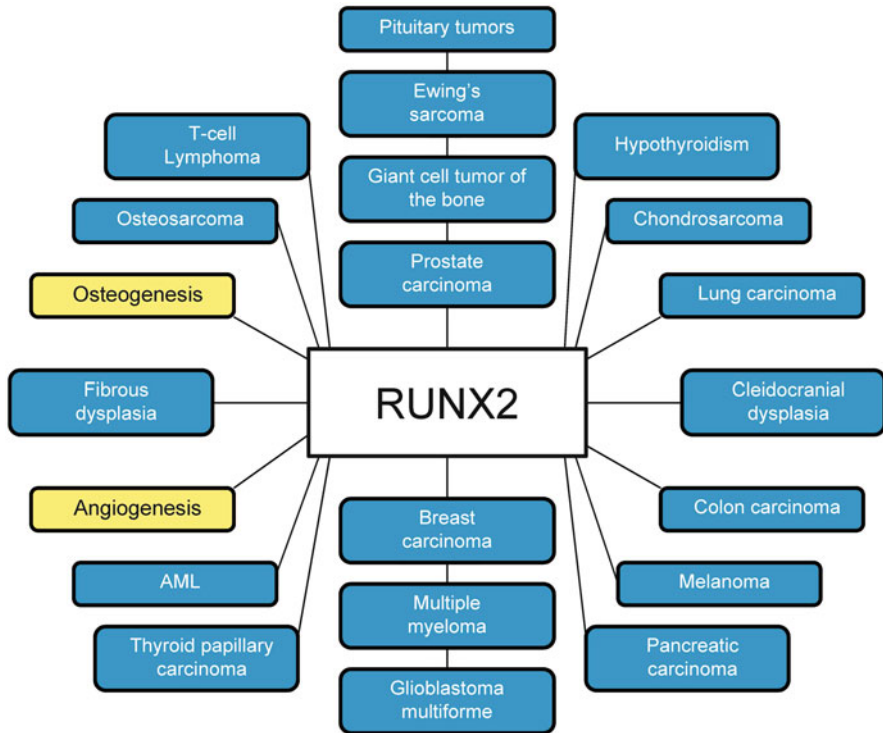 Pituitary tumors
Ewing's
sarcoma
T-cell
Lymphoma
Hypothyroidism
Giant cell tumor of
the bone
Osteosarcoma
Chondrosarcoma
Prostate
carcinoma
Osteogenesis
Lung carcinoma
Fibrous
dysplasia
RUNX2
Cleidocranial
dysplasia
Angiogenesis
Colon carcinoma
Breast
carcinoma
AML
Melanoma
Multiple
myeloma
Thyroid papillary
carcinoma
Pancreatic
carcinoma
Glioblastoma
multiforme